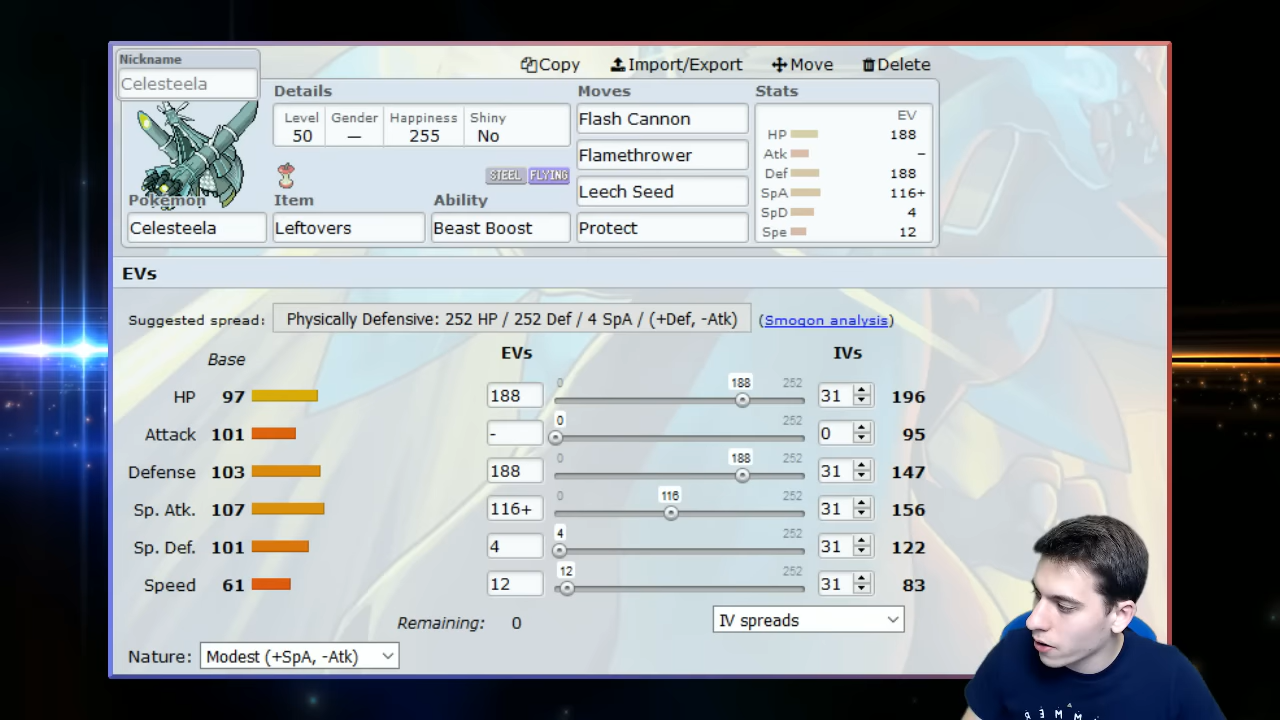 Nickname
Celesteela
Copy Import/Export Move Delete
Details
Level Gender Happiness Shiny
50 — 255 No
STEEL FLYING
Pokémon Item Ability
Celesteela Leftovers Beast Boost
Moves
Flash Cannon
Flamethrower
Leech Seed
Protect
Stats
EV
HP 188
Atk –
Def 188
SpA 116+
SpD 4
Spe 12
EVs
Suggested spread: Physically Defensive: 252 HP / 252 Def / 4 SpA / (+Def, -Atk) (Smogon analysis)
Base EVs IVs
0 188 252
HP 97 188 31 196
0 252
Attack 101 - 0 95
0 188 252
Defense 103 188 31 147
0 116 252
Sp. Atk. 107 116+ 31 156
4 252
Sp. Def. 101 4 31 122
12 252
Speed 61 12 31 83
Remaining: 0 IV spreads
Nature: Modest (+SpA, -Atk)